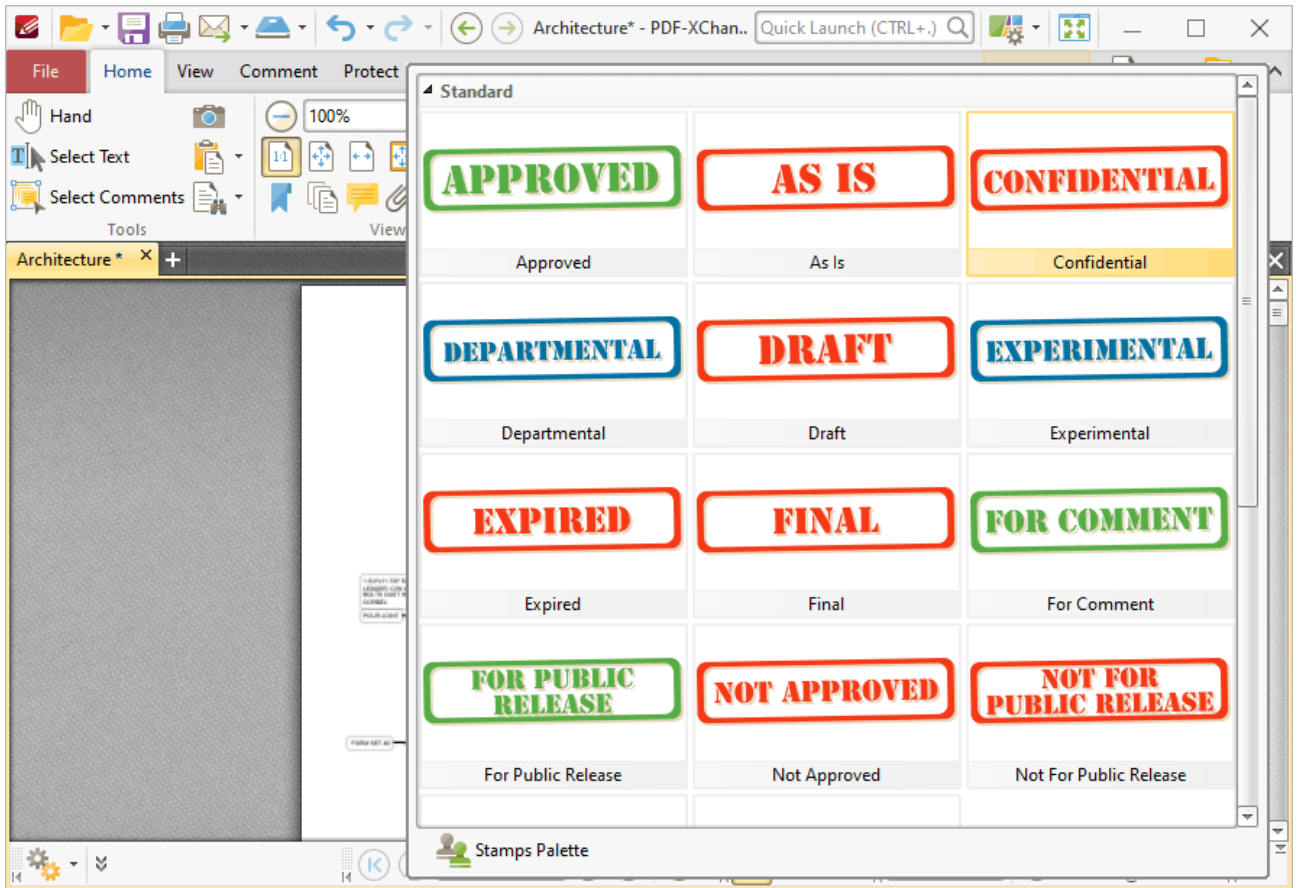 Architecture* - PDF-XChan..
Quick Launch (CTRL+.)
File
Home
View
Comment
Protect
Hand
100%
Select Text
1:1
Select Comments
Tools
View
Architecture *
Standard
APPROVED
AS IS
CONFIDENTIAL
Approved
As Is
Confidential
DEPARTMENTAL
DRAFT
EXPERIMENTAL
Departmental
Draft
Experimental
EXPIRED
FINAL
FOR COMMENT
Expired
Final
For Comment
FOR PUBLIC
RELEASE
NOT APPROVED
NOT FOR
PUBLIC RELEASE
For Public Release
Not Approved
Not For Public Release
Stamps Palette